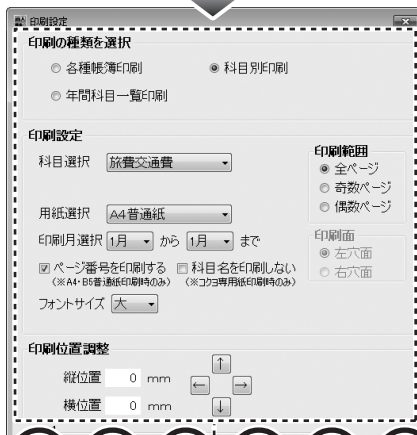 印刷設定
印刷の種類を選択
各種帳簿印刷 科目別印刷
年間科目一覧印刷
印刷設定
科目選択 旅費交通費
用紙選択 A4普通紙
印刷月選択 1月 から 1月 まで
ページ番号を印刷する 科目名を印刷しない
(※A4・B5普通紙印刷時のみ) (※コクヨ専用紙印刷時のみ)
フォントサイズ 大
印刷範囲
全ページ
奇数ページ
偶数ページ
印刷面
左穴面
右穴面
印刷位置調整
縦位置 0 mm
横位置 0 mm